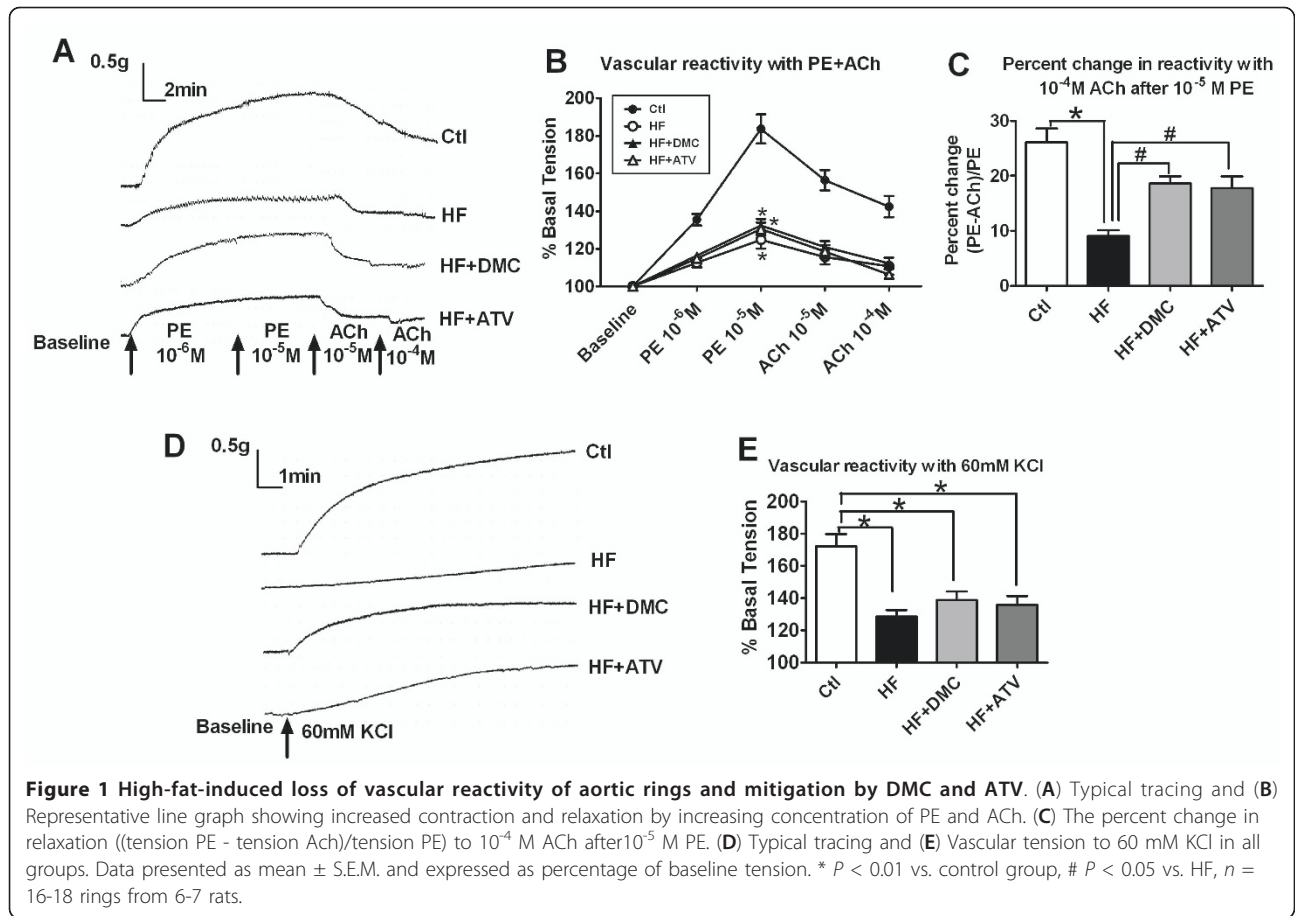 A
0.5g
2min
Ctl
HF
HF+DMC
HF+ATV
Baseline
PE PE ACh ACh
10⁻⁶M 10⁻⁵M 10⁻⁵M 10⁻⁴M
B Vascular reactivity with PE+ACh
% Basal Tension
200
180
160
140
120
100
Ctl
HF
HF+DMC
HF+ATV
*
*
*
Baseline
PE 10⁻⁶M
PE 10⁻⁵M
ACh 10⁻⁵M
ACh 10⁻⁴M
C Percent change in reactivity with
10⁻⁴M ACh after 10⁻⁵ M PE
Percent change
(PE-ACh)/PE
30
20
10
0
*
#
#
Ctl
HF
HF+DMC
HF+ATV
D
0.5g
1min
Ctl
HF
HF+DMC
HF+ATV
Baseline
60mM KCl
E
Vascular reactivity with 60mM KCl
% Basal Tension
200
180
160
140
120
100
*
*
*
Ctl
HF
HF+DMC
HF+ATV
Figure 1 High-fat-induced loss of vascular reactivity of aortic rings and mitigation by DMC and ATV. (A) Typical tracing and (B)
Representative line graph showing increased contraction and relaxation by increasing concentration of PE and ACh. (C) The percent change in
relaxation ((tension PE - tension Ach)/tension PE) to 10⁻⁴ M ACh after10⁻⁵ M PE. (D) Typical tracing and (E) Vascular tension to 60 mM KCl in all
groups. Data presented as mean ± S.E.M. and expressed as percentage of baseline tension. * P < 0.01 vs. control group, # P < 0.05 vs. HF, n =
16-18 rings from 6-7 rats.